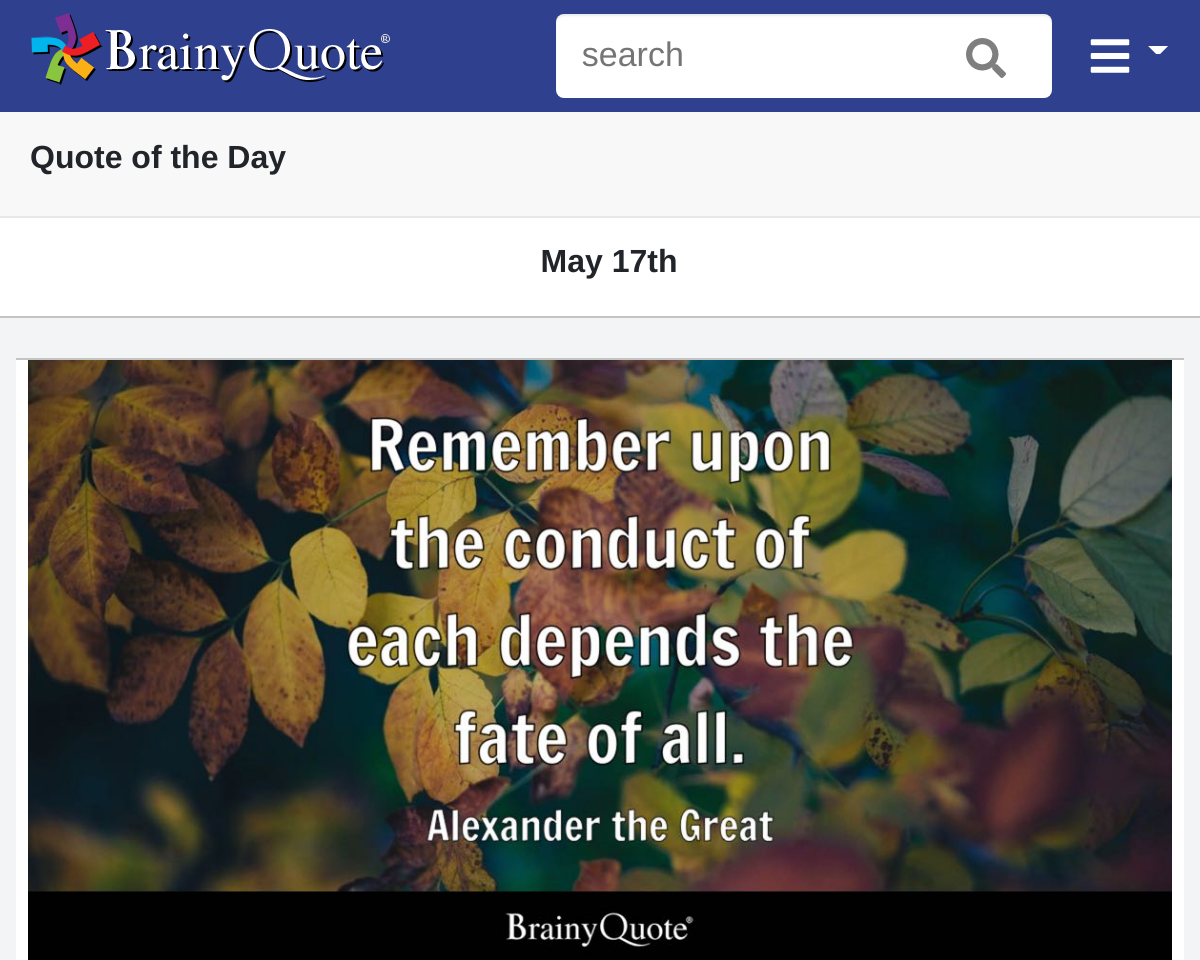 BrainyQuote®
search
Quote of the Day
May 17th
Remember upon
the conduct of
each depends the
fate of all.
Alexander the Great
BrainyQuote®